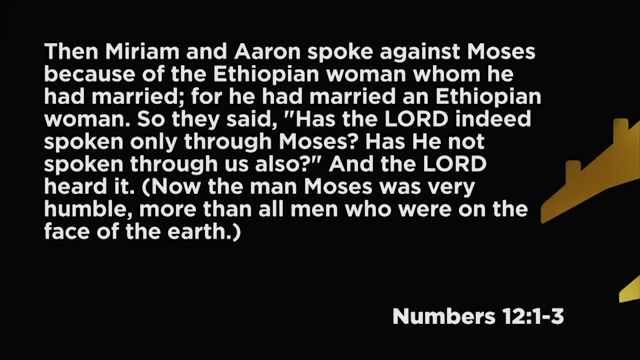 Then Miriam and Aaron spoke against Moses
because of the Ethiopian woman whom he
had married; for he had married an Ethiopian
woman. So they said, "Has the LORD indeed
spoken only through Moses? Has He not
spoken through us also?" And the LORD
heard it. (Now the man Moses was very
humble, more than all men who were on the
face of the earth.)
Numbers 12:1-3